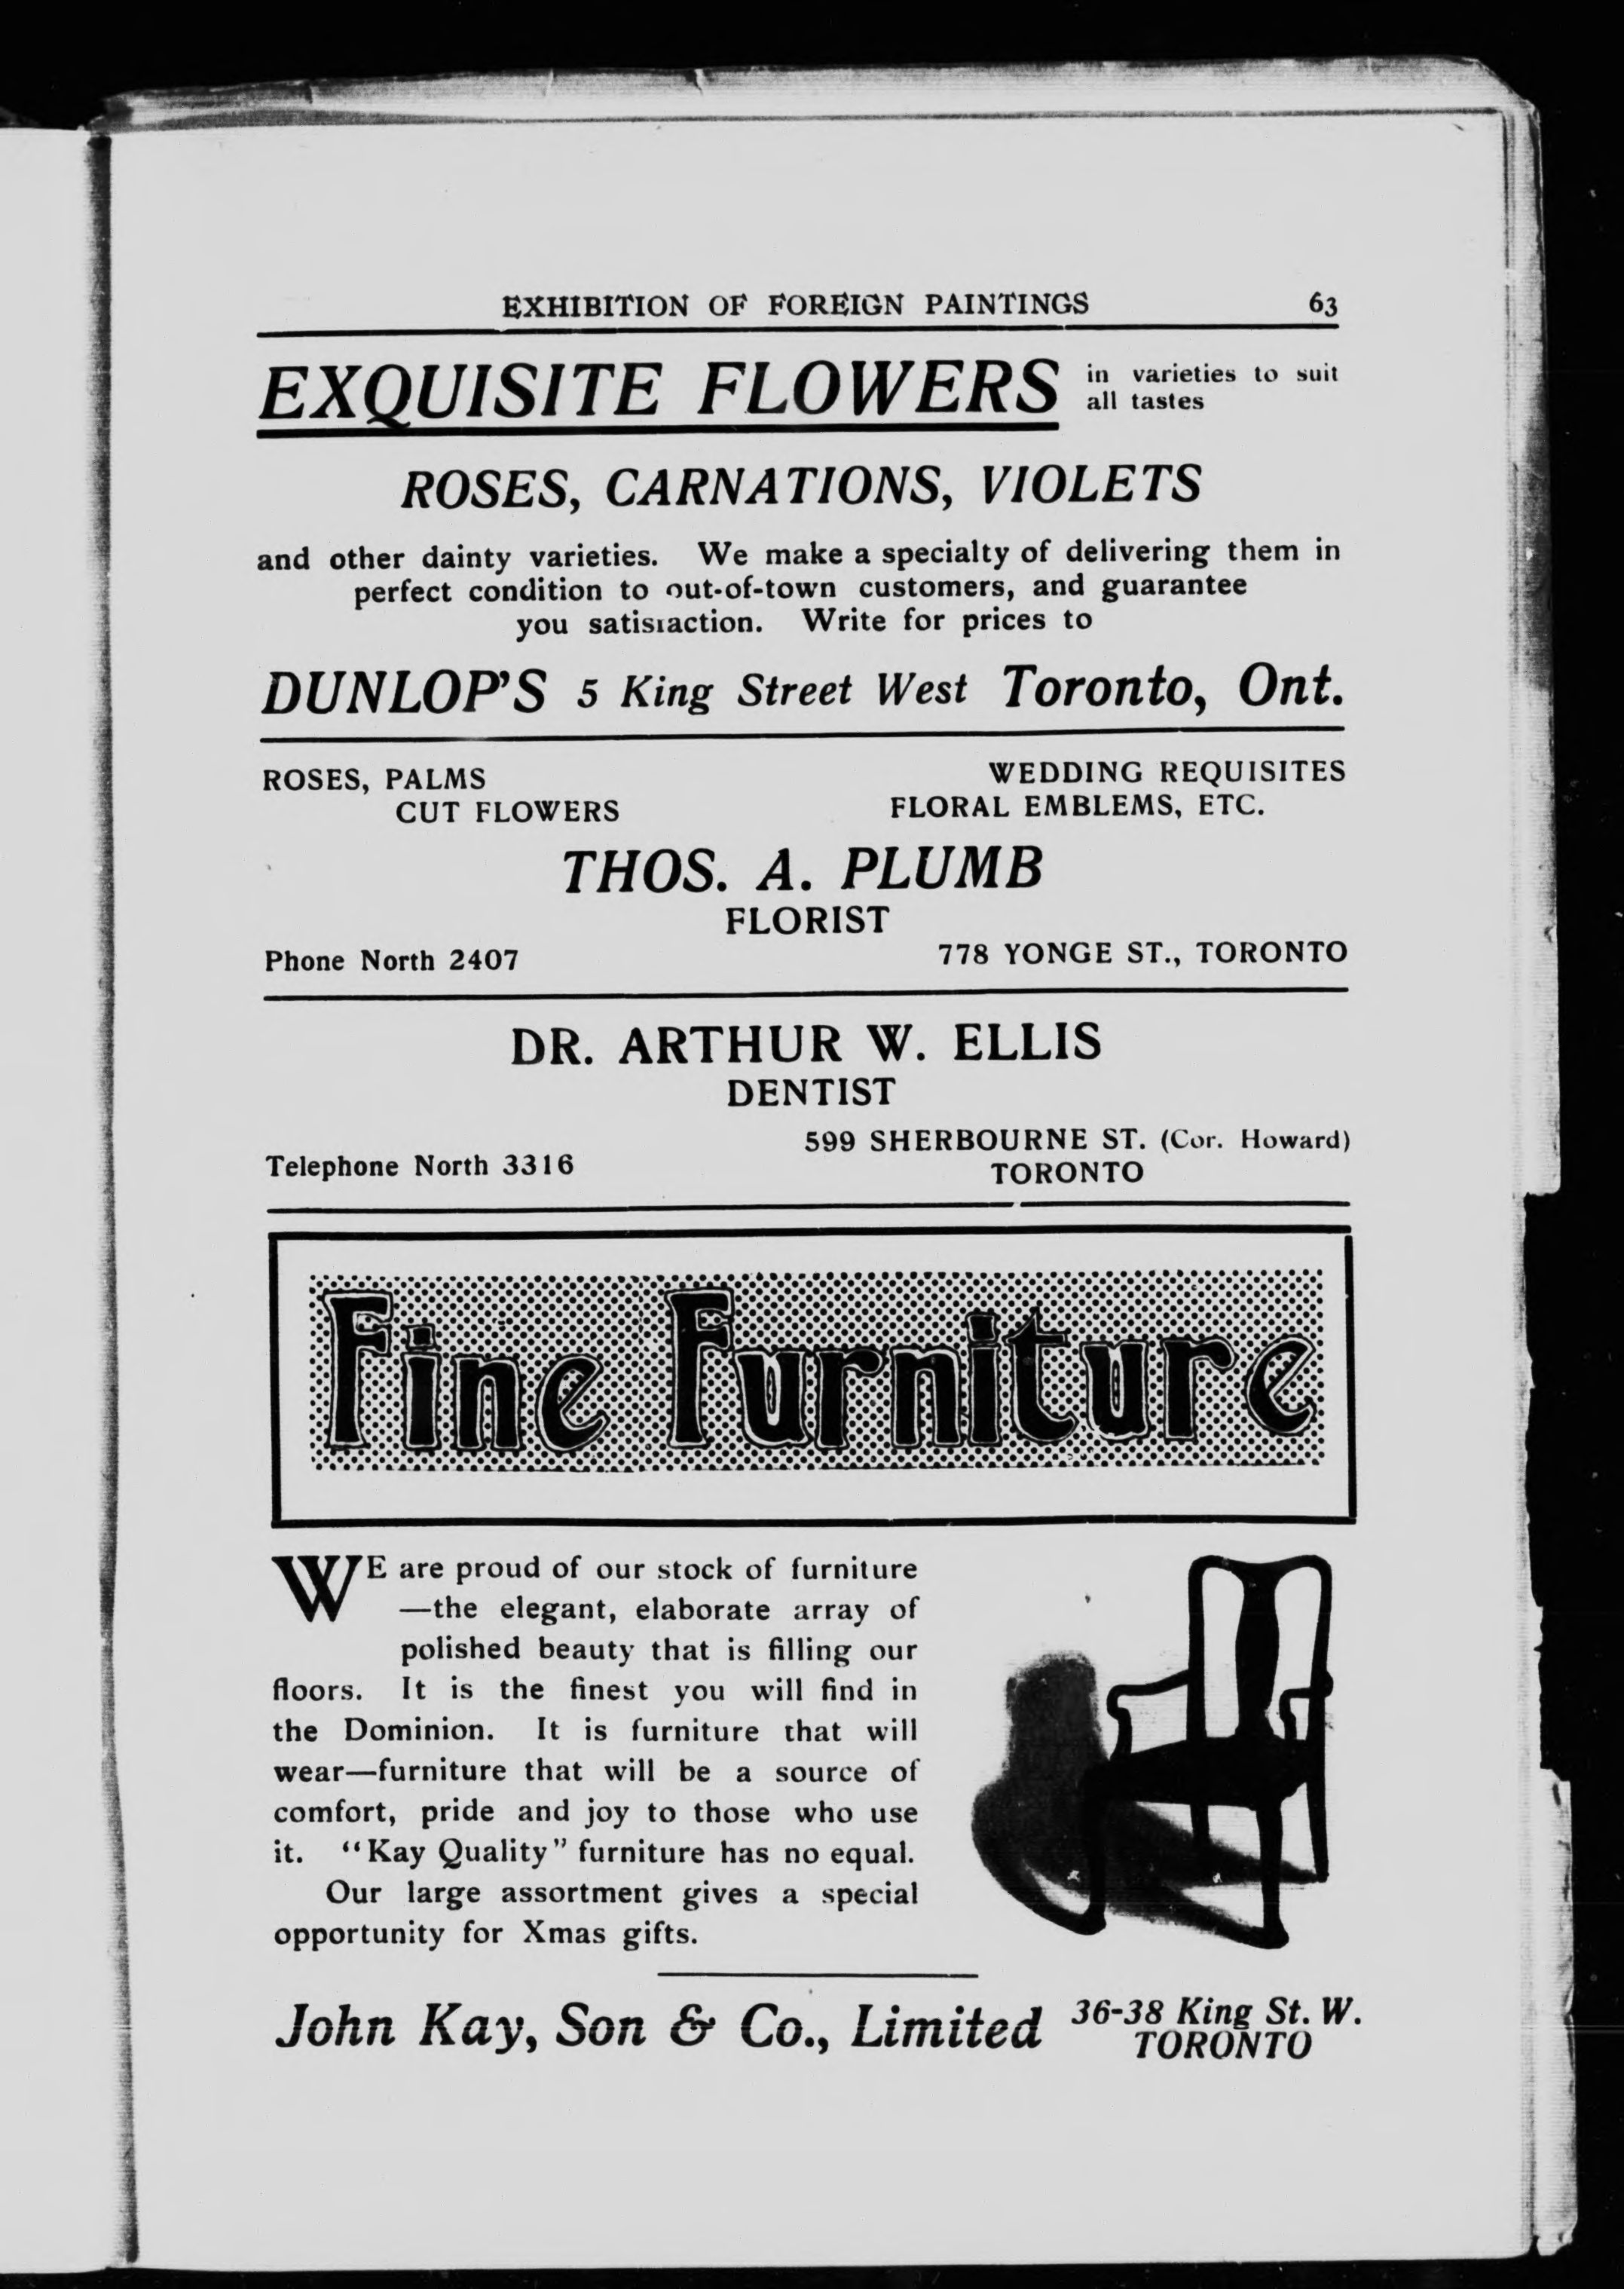 EXHIBITION OF FOREIGN PAINTINGS 63
EXQUISITE FLOWERS in varieties to suit
all tastes
ROSES, CARNATIONS, VIOLETS
and other dainty varieties. We make a specialty of delivering them in
perfect condition to out-of-town customers, and guarantee
you satisfaction. Write for prices to
DUNLOP'S 5 King Street West Toronto, Ont.
ROSES, PALMS
CUT FLOWERS
WEDDING REQUISITES
FLORAL EMBLEMS, ETC.
THOS. A. PLUMB
FLORIST
Phone North 2407
778 YONGE ST., TORONTO
DR. ARTHUR W. ELLIS
DENTIST
Telephone North 3316
599 SHERBOURNE ST. (Cor. Howard)
TORONTO
Fine Furniture
WE are proud of our stock of furniture
—the elegant, elaborate array of
polished beauty that is filling our
floors. It is the finest you will find in
the Dominion. It is furniture that will
wear—furniture that will be a source of
comfort, pride and joy to those who use
it. "Kay Quality" furniture has no equal.
Our large assortment gives a special
opportunity for Xmas gifts.
John Kay, Son & Co., Limited 36-38 King St. W.
TORONTO